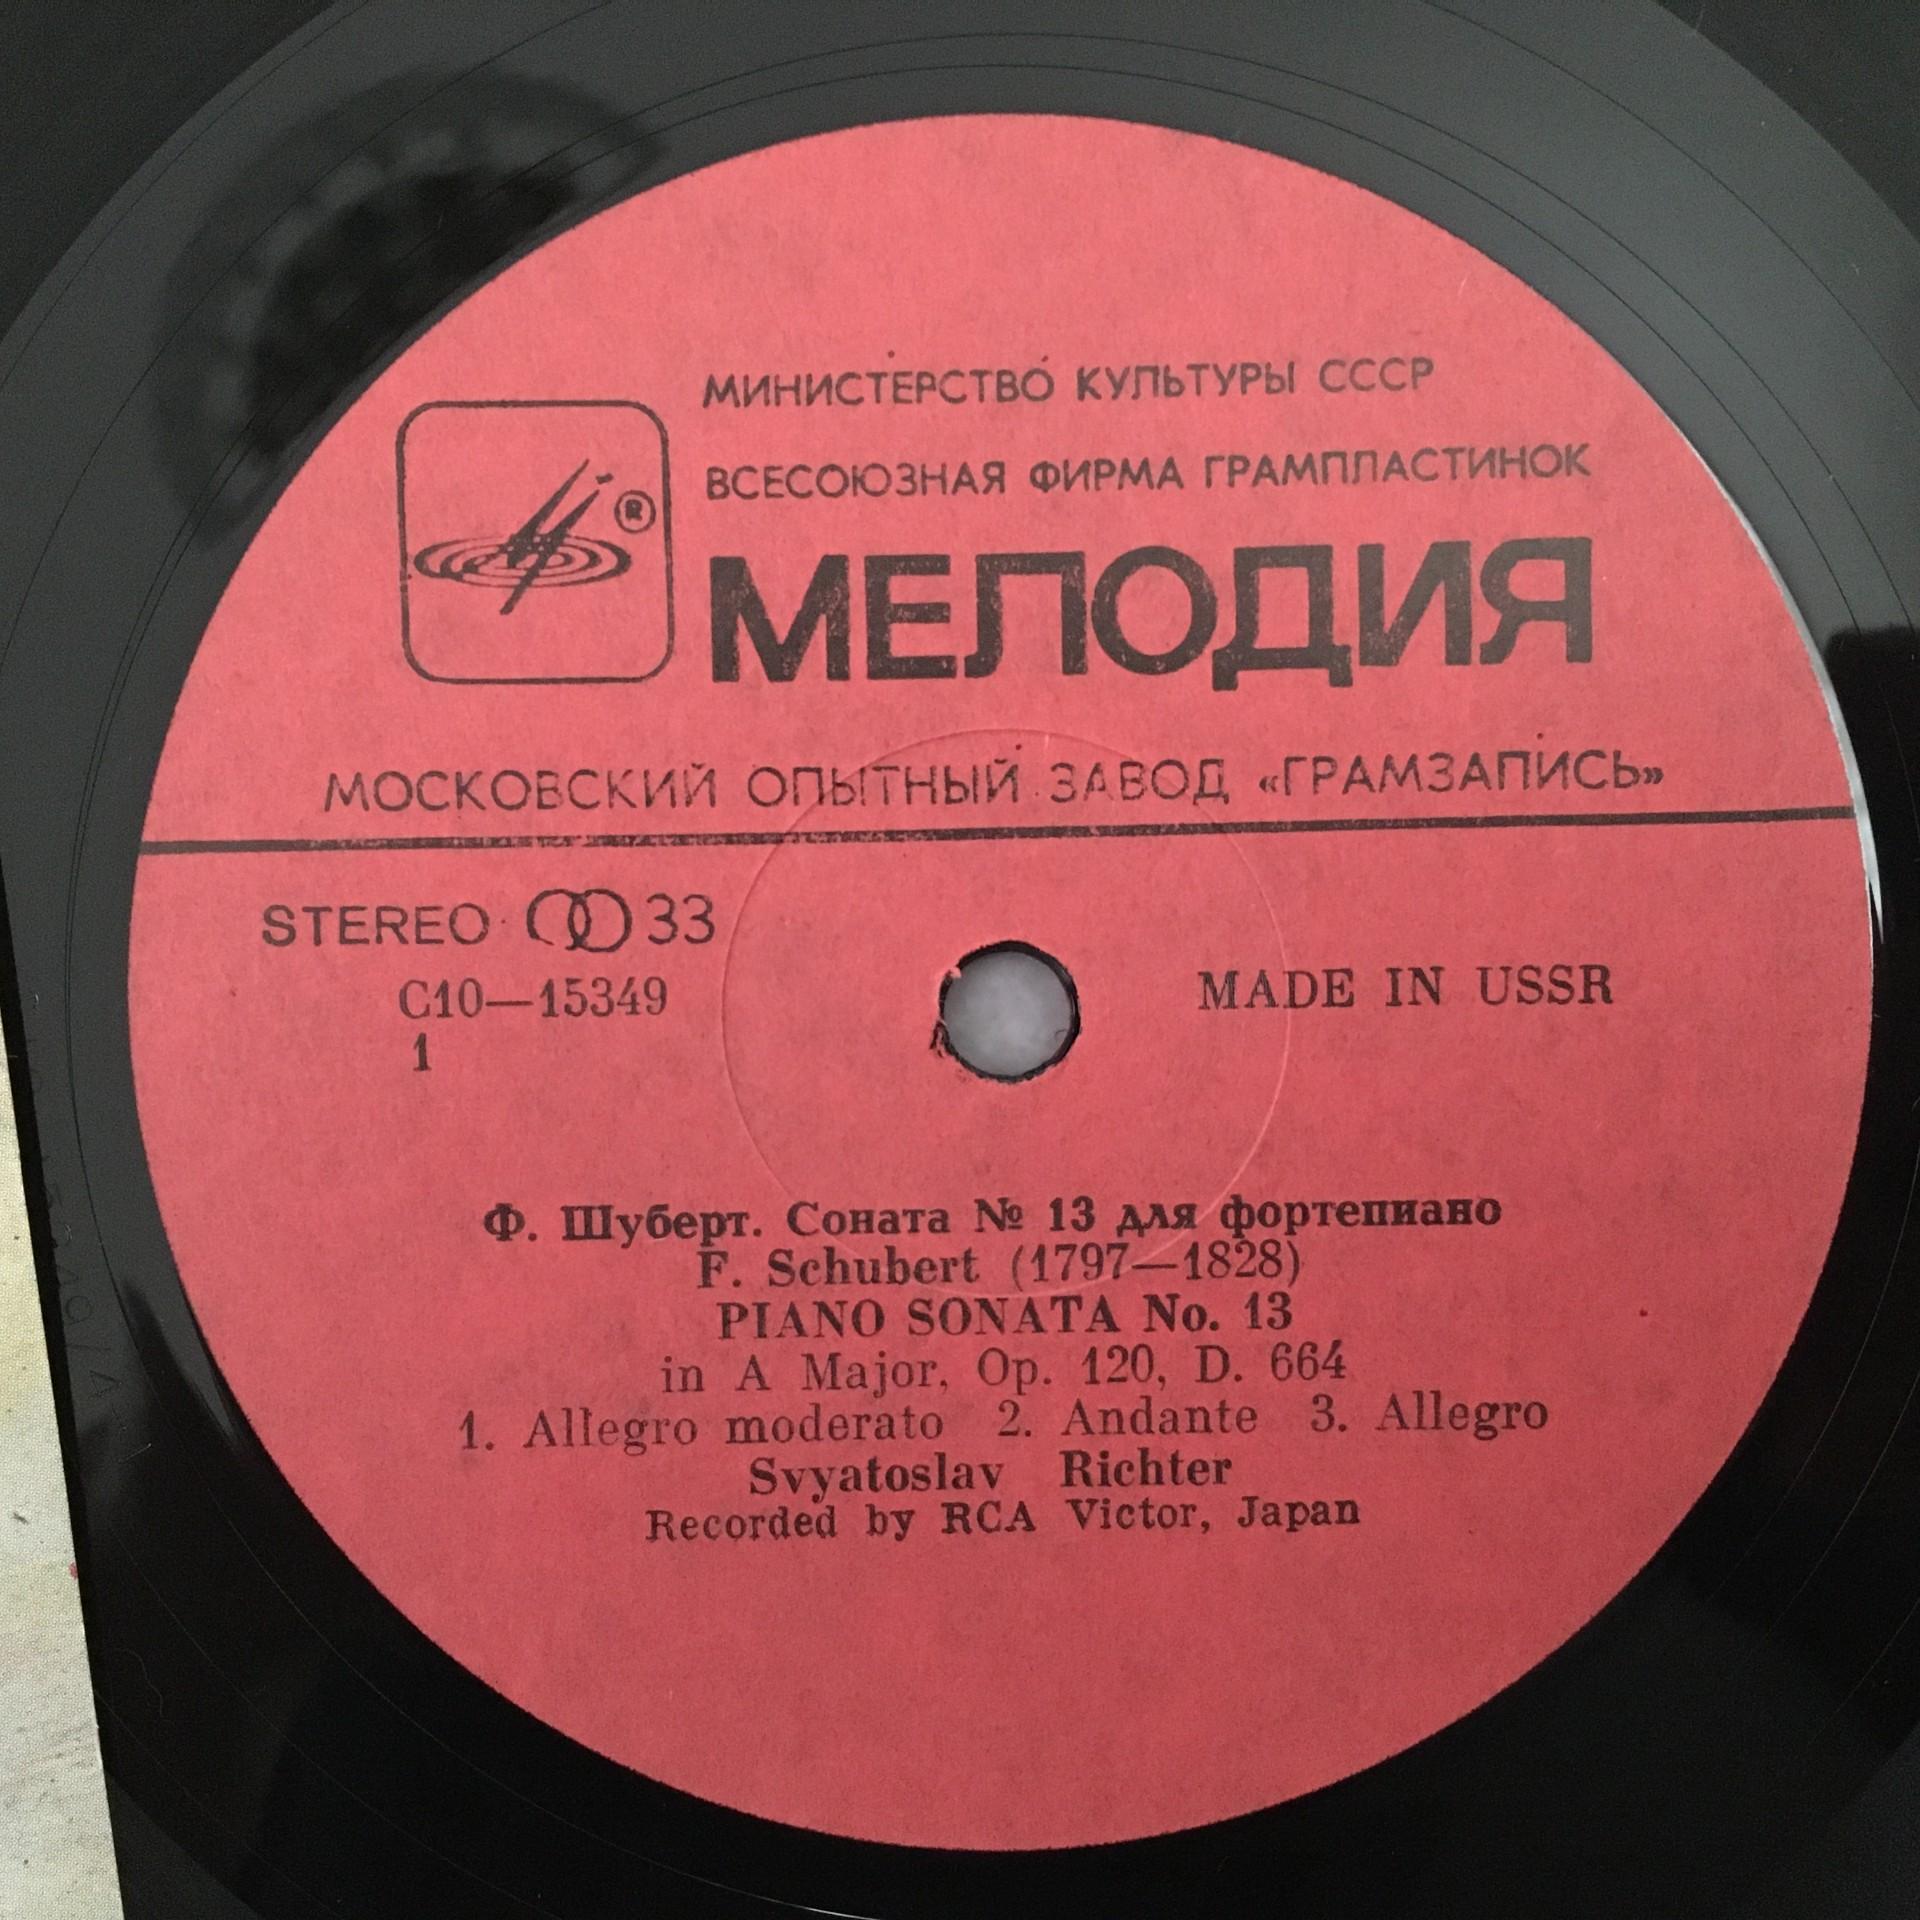 МИНИСТЕРСТВО КУЛЬТУРЫ СССР
ВСЕСОЮЗНАЯ ФИРМА ГРАМПЛАСТИНОК
®
МЕЛОДИЯ
МОСКОВСКИЙ ОПЫТНЫЙ ЗАВОД «ГРАМЗАПИСЬ»
STEREO 33
С10—15349
1
MADE IN USSR
Ф. Шуберт. Соната № 13 для фортепиано
F. Schubert (1797—1828)
PIANO SONATA No. 13
in A Major, Op. 120, D. 664
1. Allegro moderato 2. Andante 3. Allegro
Svyatoslav Richter
Recorded by RCA Victor, Japan